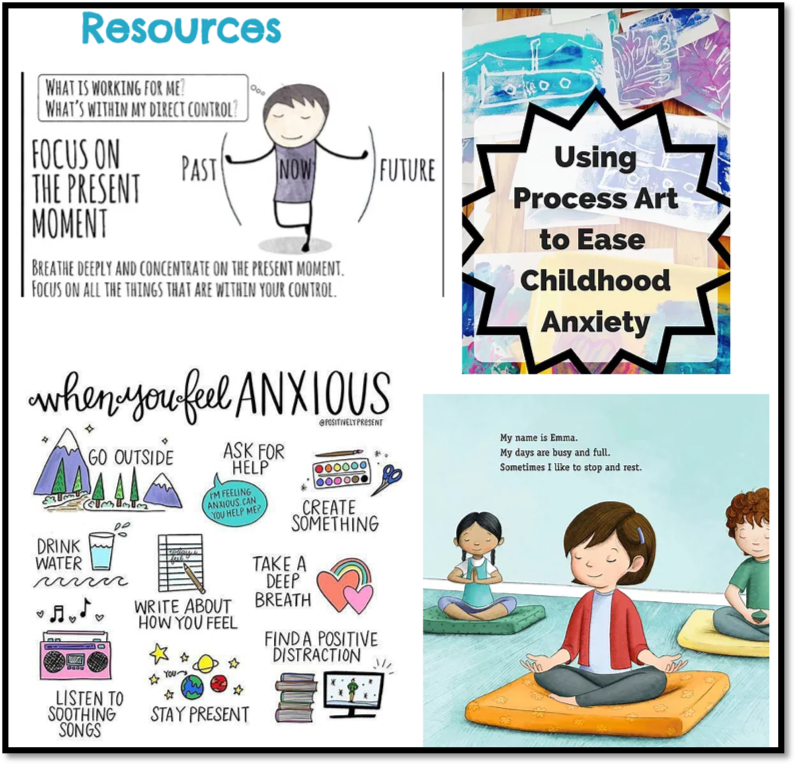 Resources
WHAT IS WORKING FOR ME?
WHAT'S WITHIN MY DIRECT CONTROL?
FOCUS ON
THE PRESENT
MOMENT
PAST
NOW
FUTURE
BREATHE DEEPLY AND CONCENTRATE ON THE PRESENT MOMENT.
FOCUS ON ALL THE THINGS THAT ARE WITHIN YOUR CONTROL.
Using
Process Art
to Ease
Childhood
Anxiety
when you feel ANXIOUS
@POSITIVELYPRESENT
GO OUTSIDE
ASK FOR
HELP
I'M FEELING
ANXIOUS. CAN
YOU HELP ME?
CREATE
SOMETHING
DRINK
WATER
today i
feel
WRITE ABOUT
HOW YOU FEEL
TAKE A
DEEP
BREATH
LISTEN TO
SOOTHING
SONGS
YOU
STAY PRESENT
FIND A POSITIVE
DISTRACTION
My name is Emma.
My days are busy and full.
Sometimes I like to stop and rest.